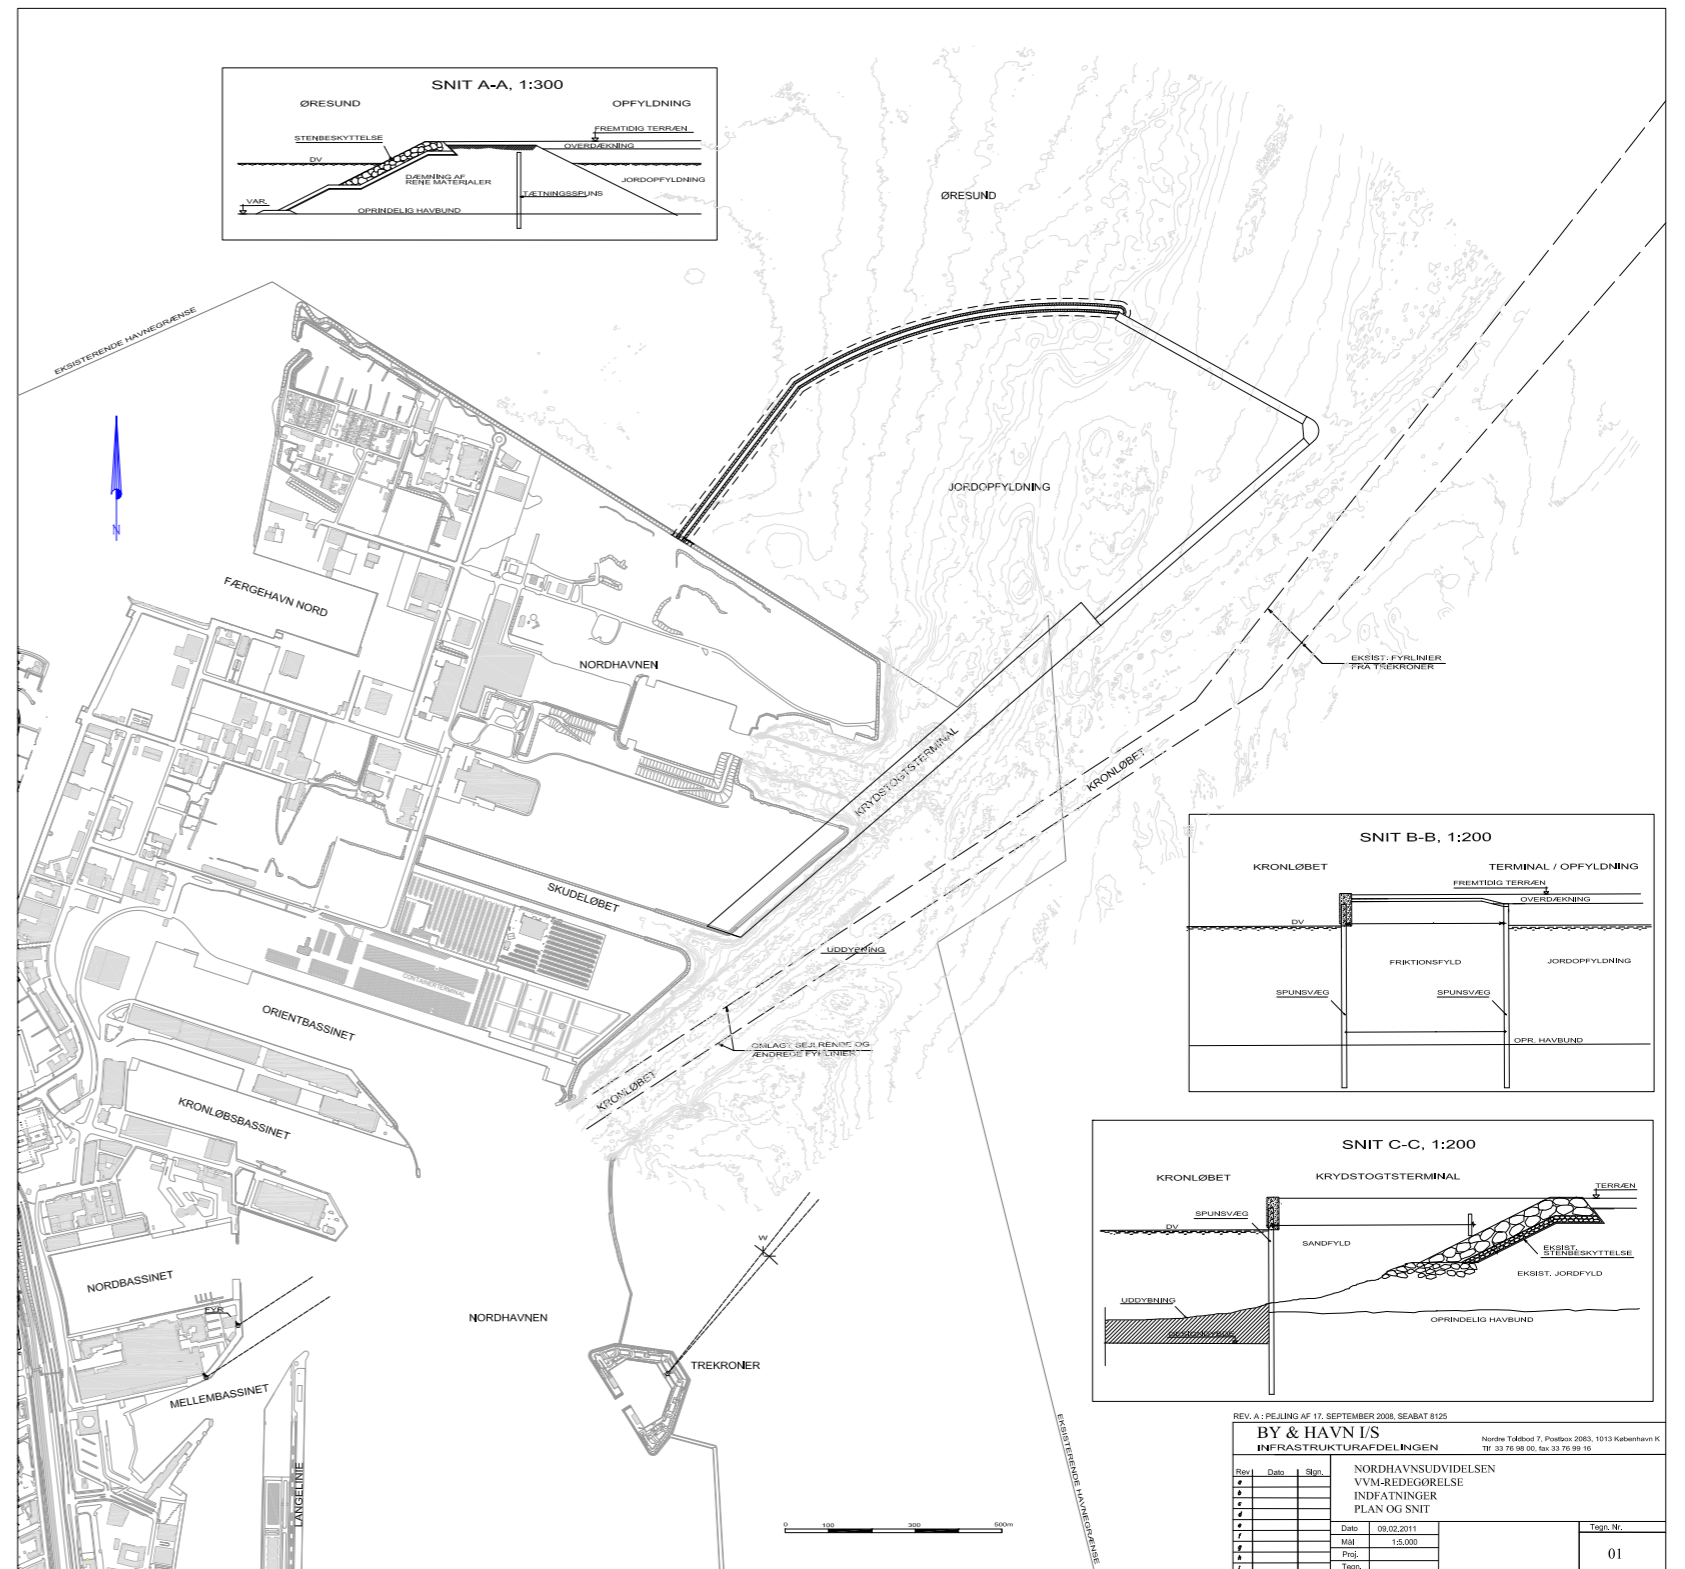 SNIT A-A, 1:300
ØRESUND
OPFYLDNING
FREMTIDIG TERRÆN
STENBESKYTTELSE
OVERDÆKNING
DV
DÆMNING AF
RENE MATERIALER
JORDOPFYLDNING
TÆTNINGSSPUNS
VAR.
OPRINDELIG HAVBUND
ØRESUND
EKSISTERENDE HAVNEGRÆNSE
N
JORDOPFYLDNING
FÆRGEHAVN NORD
NORDHAVNEN
EKSIST. FYRLINIER
FRA TREKRONER
KRYDSTOGTSTERMINAL
KRONLØBET
SKUDELØBET
UDDYBNING
CONTAINERTERMINAL
BILTERMINAL
ORIENTBASSINET
OMLAGT SEJLRENDE OG
ÆNDREDE FYRLINIER
KRONLØBET
KRONLØBSBASSINET
SNIT B-B, 1:200
KRONLØBET
TERMINAL / OPFYLDNING
FREMTIDIG TERRÆN
OVERDÆKNING
DV
FRIKTIONSFYLD
JORDOPFYLDNING
SPUNSVÆG
SPUNSVÆG
OPR. HAVBUND
SNIT C-C, 1:200
KRONLØBET
KRYDSTOGTSTERMINAL
TERRÆN
SPUNSVÆG
DV
SANDFYLD
EKSIST.
STENBESKYTTELSE
EKSIST. JORDFYLD
UDDYBNING
OPRINDELIG HAVBUND
DESIGNDYBDE
W
NORDBASSINET
FYR
NORDHAVNEN
TREKRONER
MELLEMBASSINET
LANGELINIE
EKSISTERENDE HAVNEGRÆNSE
0 100 300 500m
REV. A : PEJLING AF 17. SEPTEMBER 2008, SEABAT 8125
BY & HAVN I/S
INFRASTRUKTURAFDELINGEN
Nordre Toldbod 7, Postbox 2083, 1013 København K
Tlf 33 76 98 00, fax 33 76 99 16
Rev Dato Sign.
a
b
c
d
e
f
g
h
NORDHAVNSUDVIDELSEN
VVM-REDEGØRELSE
INDFATNINGER
PLAN OG SNIT
Dato 09.02.2011
Mål 1:5.000
Proj.
Tegn.
Tegn. Nr.
01